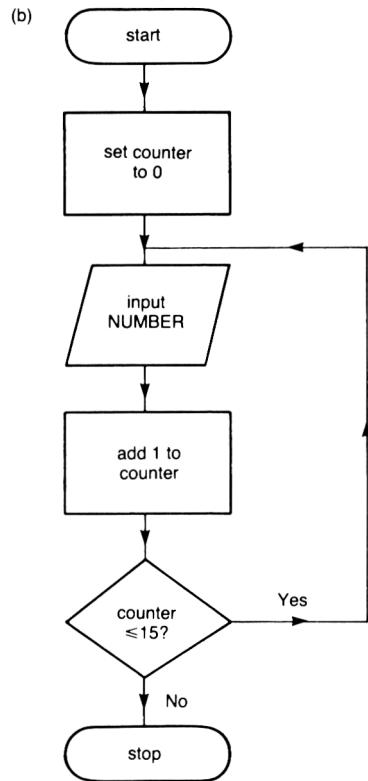 (b)
start
set counter
to 0
input
NUMBER
add 1 to
counter
counter
⩽15?
Yes
No
stop